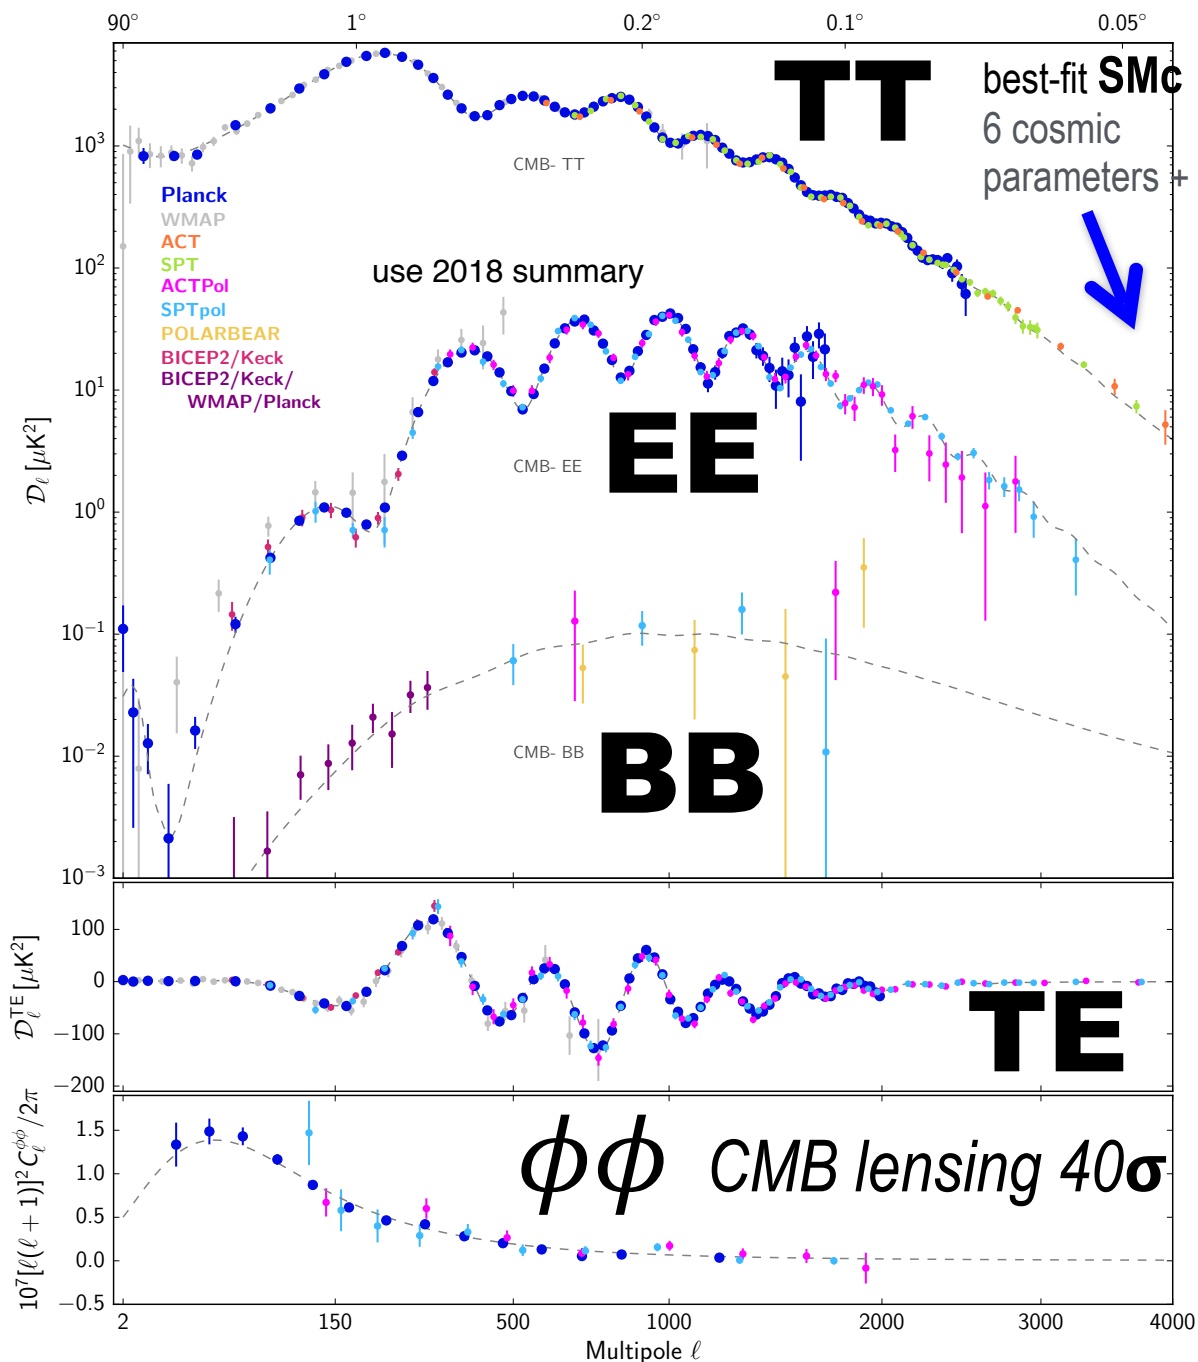 90° 1° 0.2° 0.1° 0.05°
TT
best-fit SMc
6 cosmic
parameters +
10³
CMB- TT
Planck
WMAP
ACT
SPT
ACTPol
SPTpol
POLARBEAR
BICEP2/Keck
BICEP2/Keck/
WMAP/Planck
use 2018 summary
10²
10¹
EE
CMB- EE
𝒟ℓ [μK²]
10⁰
10⁻¹
BB
CMB- BB
10⁻²
10⁻³
100
0
−100
−200
𝒟ℓᵀᴱ [μK²]
TE
1.5
1.0
0.5
0.0
−0.5
10⁷[ℓ(ℓ + 1)]² Cℓ^ϕϕ/2π
ϕϕ CMB lensing 40σ
2 150 500 1000 2000 3000 4000
Multipole ℓ